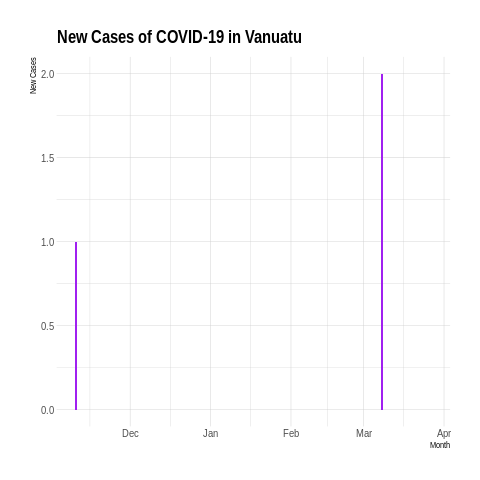 New Cases of COVID-19 in Vanuatu
New Cases
2.0
1.5
1.0
0.5
0.0
Dec Jan Feb Mar Apr
Month